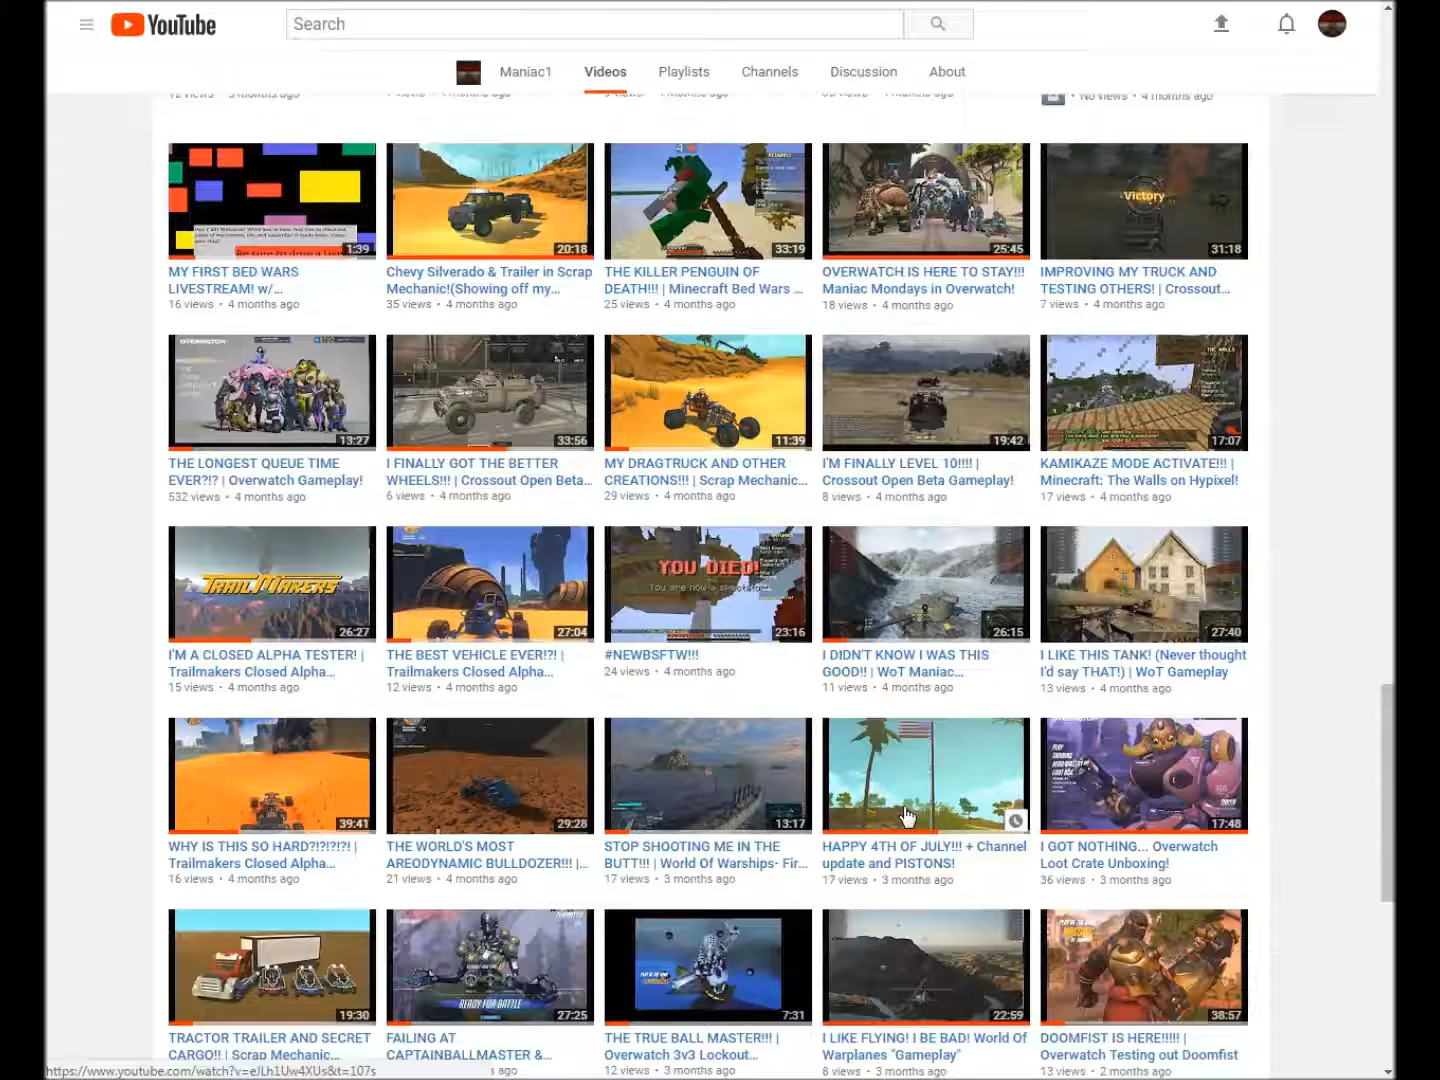 YouTube
Search
Maniac1 Videos Playlists Channels Discussion About
12 views • 3 months ago
No views • 4 months ago
1:39
20:18
33:19
25:45
Victory
31:18
MY FIRST BED WARS
LIVESTREAM! w/...
16 views • 4 months ago
Chevy Silverado & Trailer in Scrap
Mechanic!(Showing off my...
35 views • 4 months ago
THE KILLER PENGUIN OF
DEATH!!! | Minecraft Bed Wars ...
25 views • 4 months ago
OVERWATCH IS HERE TO STAY!!!
Maniac Mondays in Overwatch!
18 views • 4 months ago
IMPROVING MY TRUCK AND
TESTING OTHERS! | Crossout...
7 views • 4 months ago
13:27
33:56
11:39
19:42
17:07
THE LONGEST QUEUE TIME
EVER?!? | Overwatch Gameplay!
532 views • 4 months ago
I FINALLY GOT THE BETTER
WHEELS!!! | Crossout Open Beta...
6 views • 4 months ago
MY DRAGTRUCK AND OTHER
CREATIONS!!! | Scrap Mechanic...
29 views • 4 months ago
I'M FINALLY LEVEL 10!!!! |
Crossout Open Beta Gameplay!
8 views • 4 months ago
KAMIKAZE MODE ACTIVATE!!! |
Minecraft: The Walls on Hypixel!
17 views • 4 months ago
TRAILMAKERS
26:27
27:04
YOU DIED!
23:16
26:15
27:40
I'M A CLOSED ALPHA TESTER! |
Trailmakers Closed Alpha...
15 views • 4 months ago
THE BEST VEHICLE EVER!?! |
Trailmakers Closed Alpha...
12 views • 4 months ago
#NEWBSFTW!!!
24 views • 4 months ago
I DIDN'T KNOW I WAS THIS
GOOD!! | WoT Maniac...
11 views • 4 months ago
I LIKE THIS TANK! (Never thought
I'd say THAT!) | WoT Gameplay
13 views • 4 months ago
39:41
29:28
13:17
17:48
WHY IS THIS SO HARD?!?!?!?! |
Trailmakers Closed Alpha...
16 views • 4 months ago
THE WORLD'S MOST
AREODYNAMIC BULLDOZER!!! |...
21 views • 4 months ago
STOP SHOOTING ME IN THE
BUTT!!! | World Of Warships- Fir...
17 views • 3 months ago
HAPPY 4TH OF JULY!!! + Channel
update and PISTONS!
17 views • 3 months ago
I GOT NOTHING... Overwatch
Loot Crate Unboxing!
36 views • 3 months ago
19:30
READY FOR BATTLE
27:25
7:31
22:59
38:57
TRACTOR TRAILER AND SECRET
CARGO!! | Scrap Mechanic...
FAILING AT
CAPTAINBALLMASTER &...
s ago
THE TRUE BALL MASTER!!! |
Overwatch 3v3 Lockout...
12 views • 3 months ago
I LIKE FLYING! I BE BAD! World Of
Warplanes "Gameplay"
8 views • 3 months ago
DOOMFIST IS HERE!!!!! |
Overwatch Testing out Doomfist
13 views • 2 months ago
https://www.youtube.com/watch?v=eJLh1Uw4XUs&t=107s